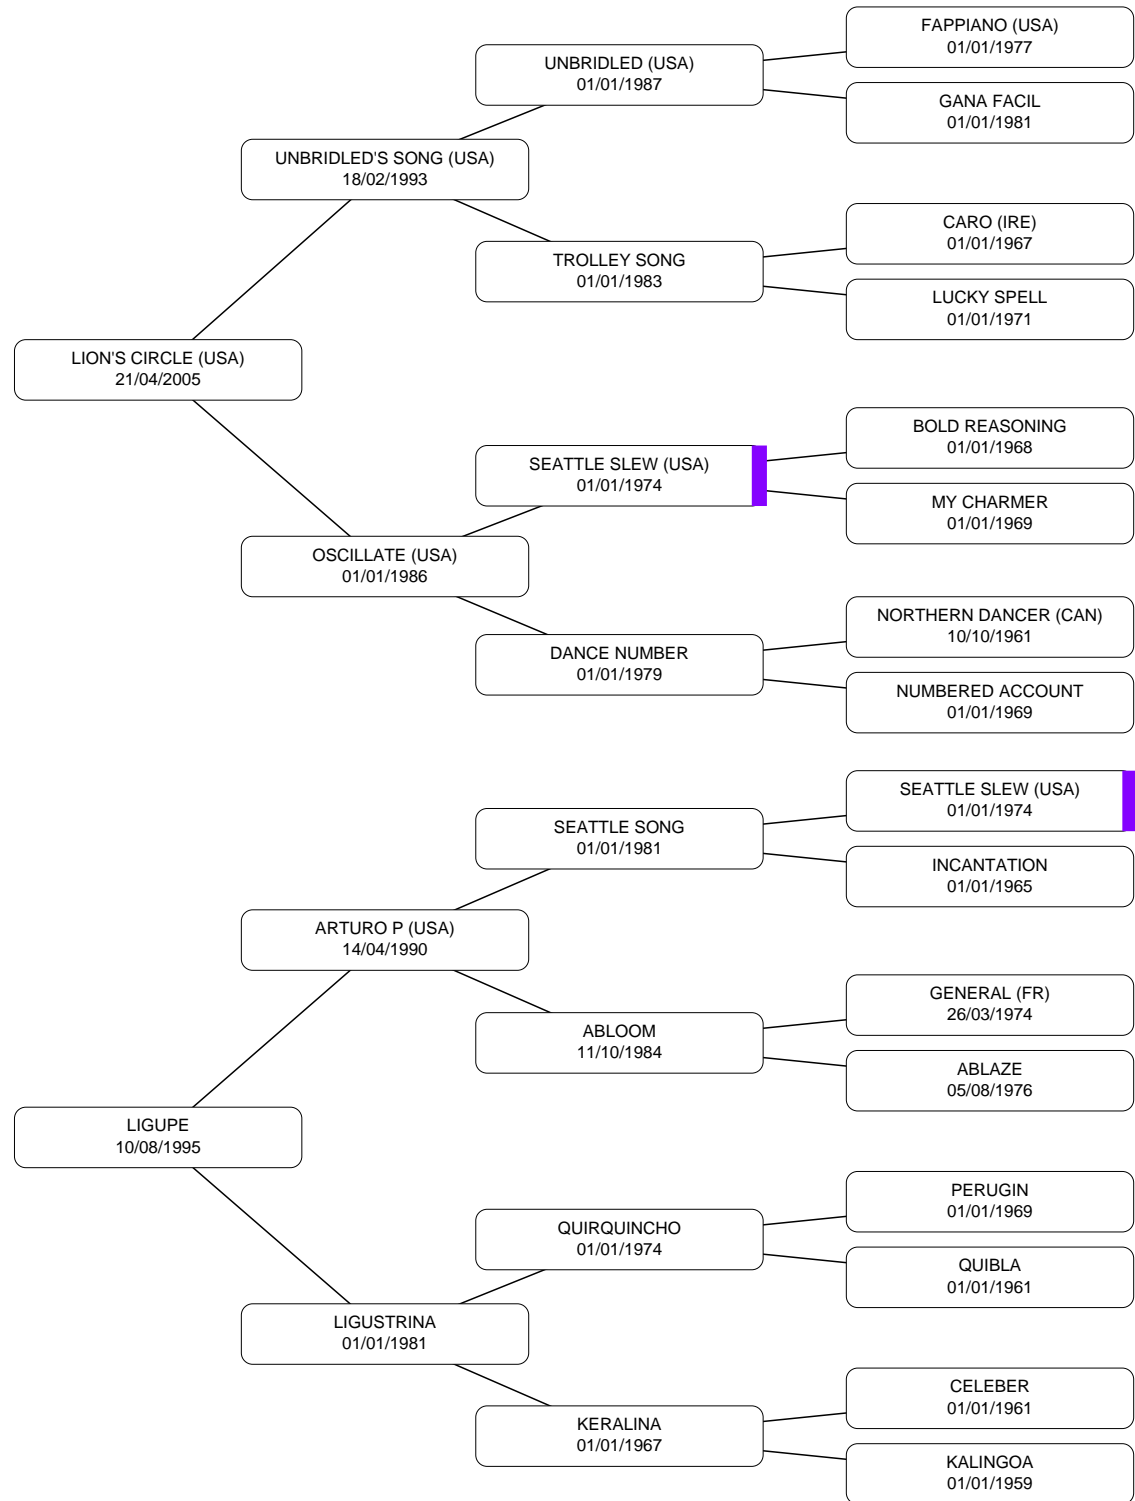 FAPPIANO (USA)
01/01/1977
UNBRIDLED (USA)
01/01/1987
GANA FACIL
01/01/1981
UNBRIDLED'S SONG (USA)
18/02/1993
CARO (IRE)
01/01/1967
TROLLEY SONG
01/01/1983
LUCKY SPELL
01/01/1971
LION'S CIRCLE (USA)
21/04/2005
BOLD REASONING
01/01/1968
SEATTLE SLEW (USA)
01/01/1974
MY CHARMER
01/01/1969
OSCILLATE (USA)
01/01/1986
NORTHERN DANCER (CAN)
10/10/1961
DANCE NUMBER
01/01/1979
NUMBERED ACCOUNT
01/01/1969
SEATTLE SLEW (USA)
01/01/1974
SEATTLE SONG
01/01/1981
INCANTATION
01/01/1965
ARTURO P (USA)
14/04/1990
GENERAL (FR)
26/03/1974
ABLOOM
11/10/1984
ABLAZE
05/08/1976
LIGUPE
10/08/1995
PERUGIN
01/01/1969
QUIRQUINCHO
01/01/1974
QUIBLA
01/01/1961
LIGUSTRINA
01/01/1981
CELEBER
01/01/1961
KERALINA
01/01/1967
KALINGOA
01/01/1959